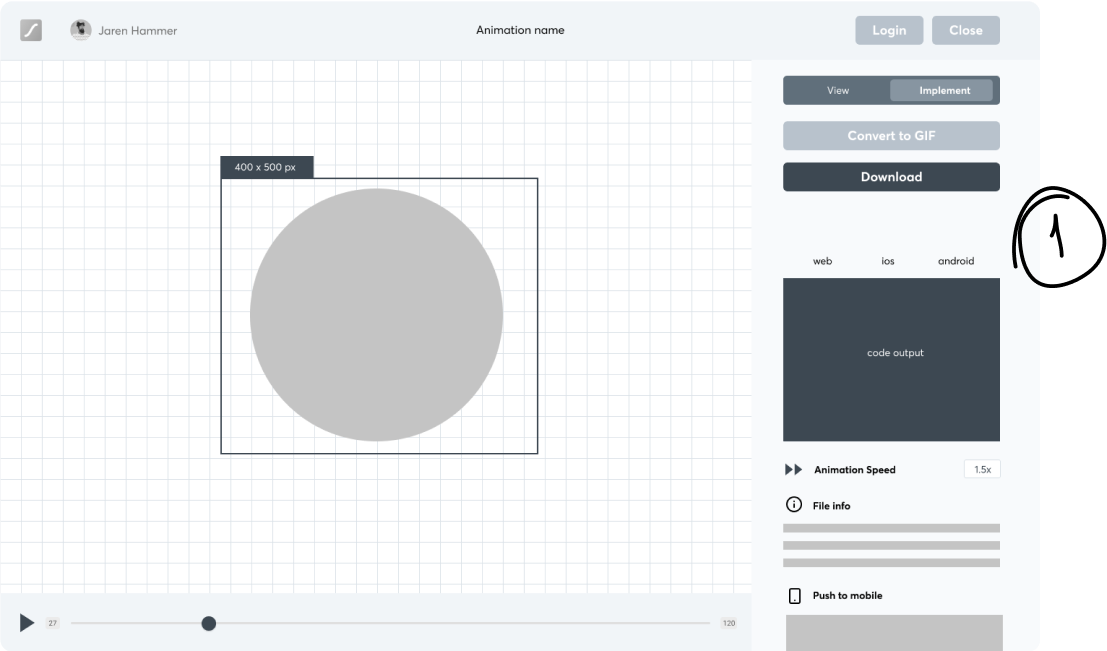 Jaren Hammer
Animation name
Login
Close
View
Implement
Convert to GIF
Download
400 x 500 px
1
web
ios
android
code output
Animation Speed
1.5x
File info
Push to mobile
27
120